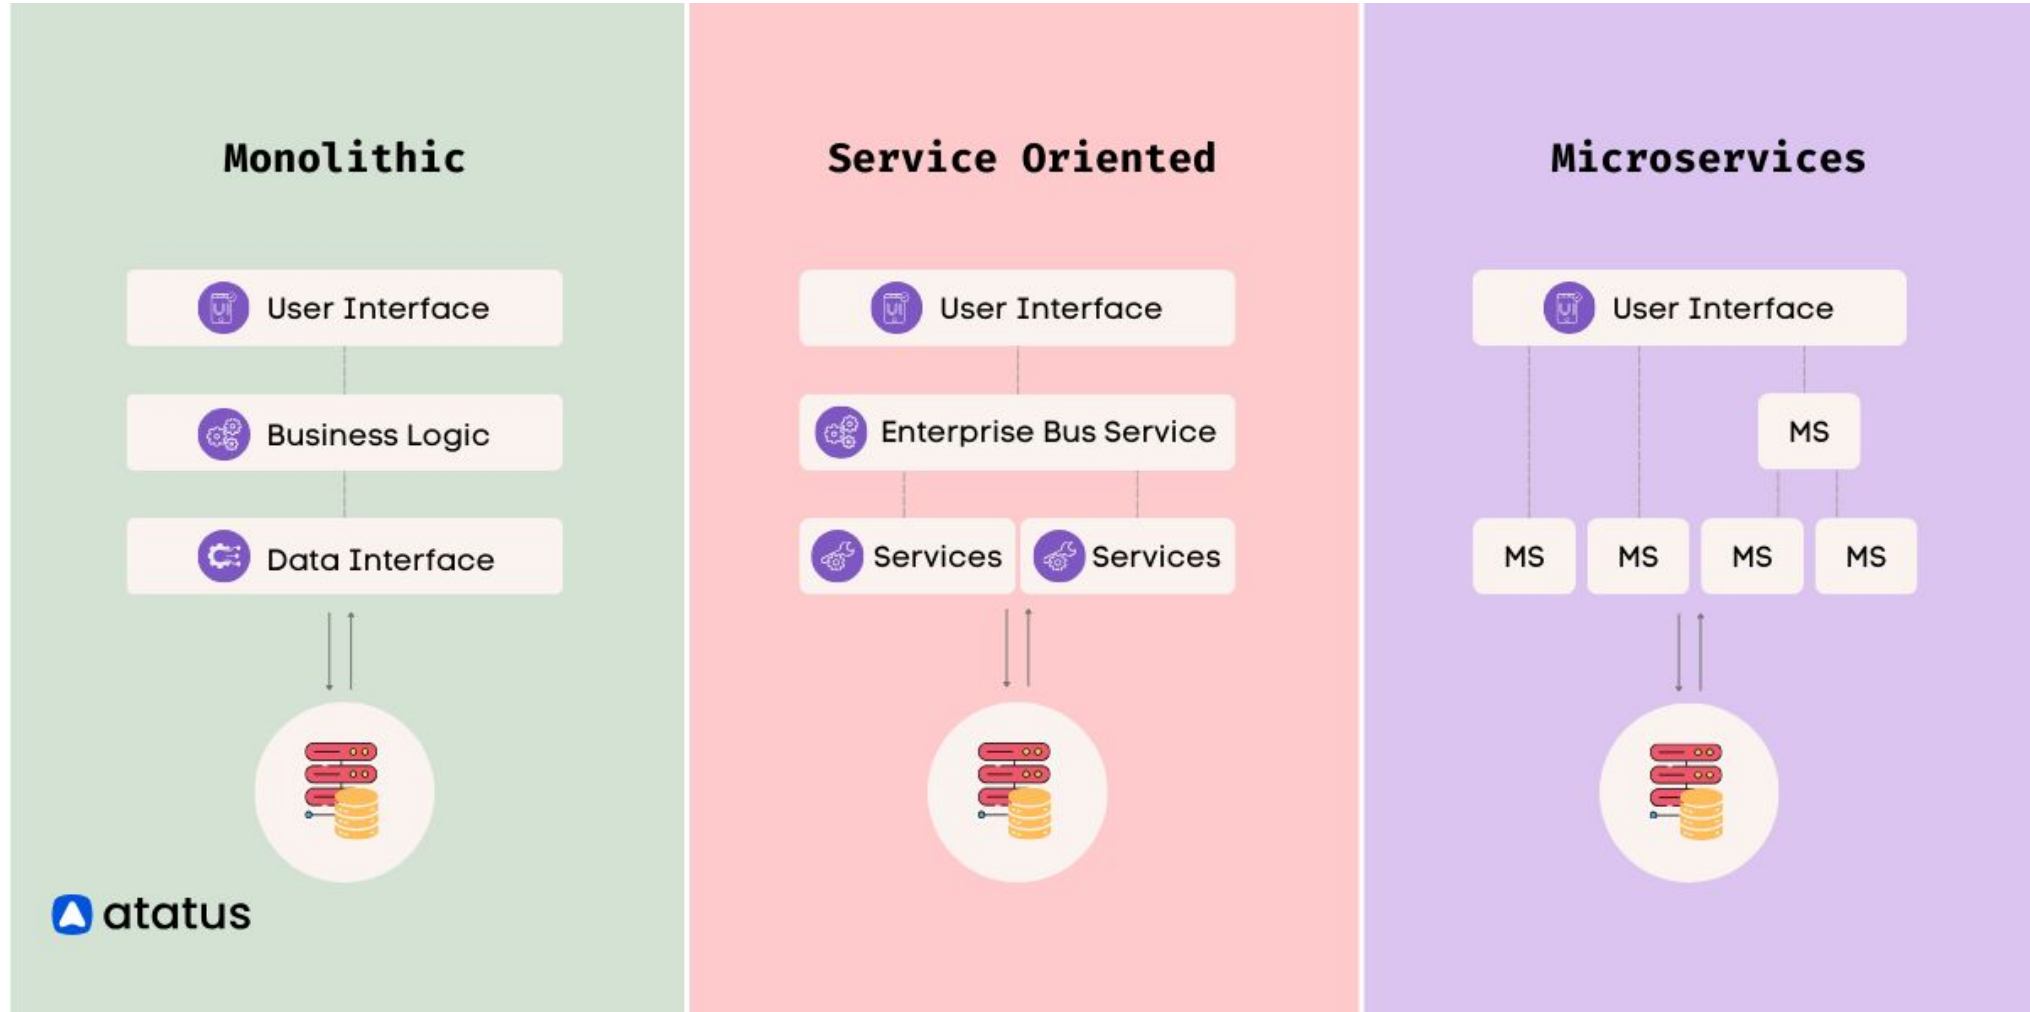 Monolithic
User Interface
Business Logic
Data Interface
atatus
Service Oriented
User Interface
Enterprise Bus Service
Services
Services
Microservices
User Interface
MS
MS
MS
MS
MS